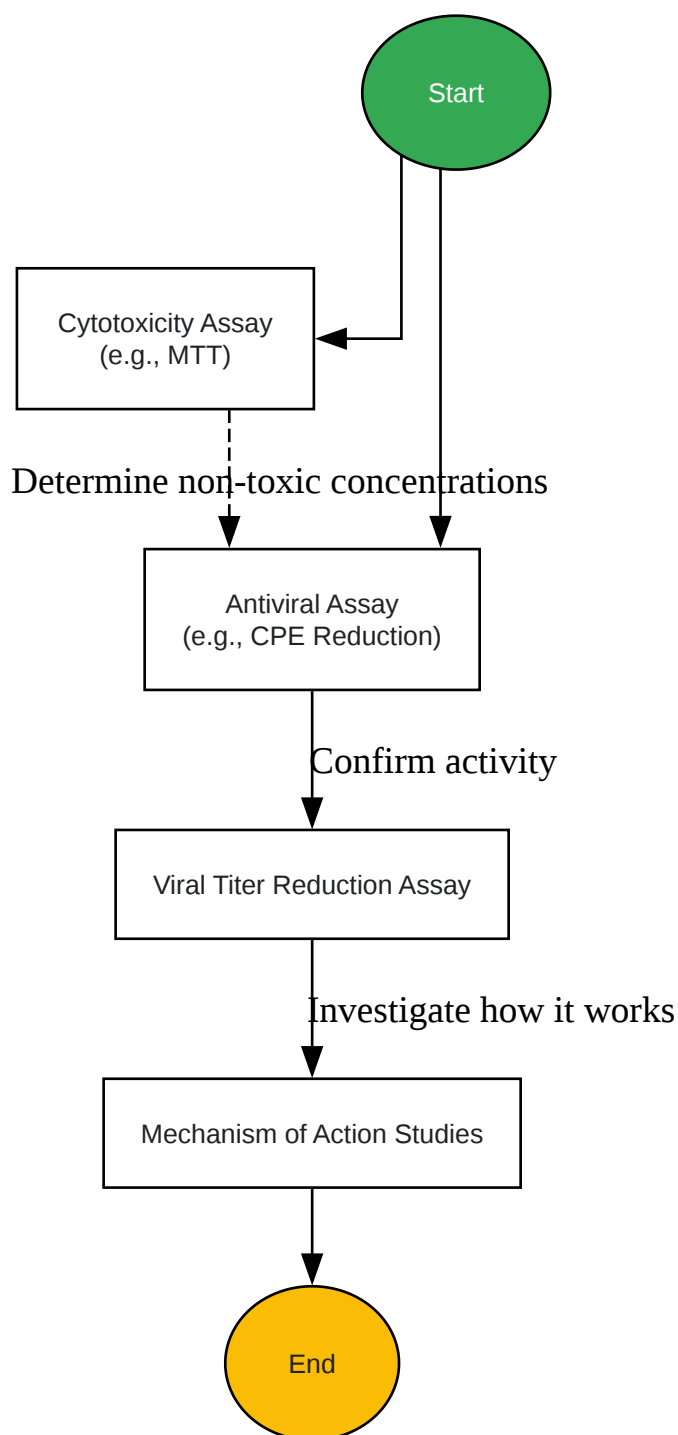 Start
Cytotoxicity Assay
(e.g., MTT)
Determine non-toxic concentrations
Antiviral Assay
(e.g., CPE Reduction)
Confirm activity
Viral Titer Reduction Assay
Investigate how it works
Mechanism of Action Studies
End